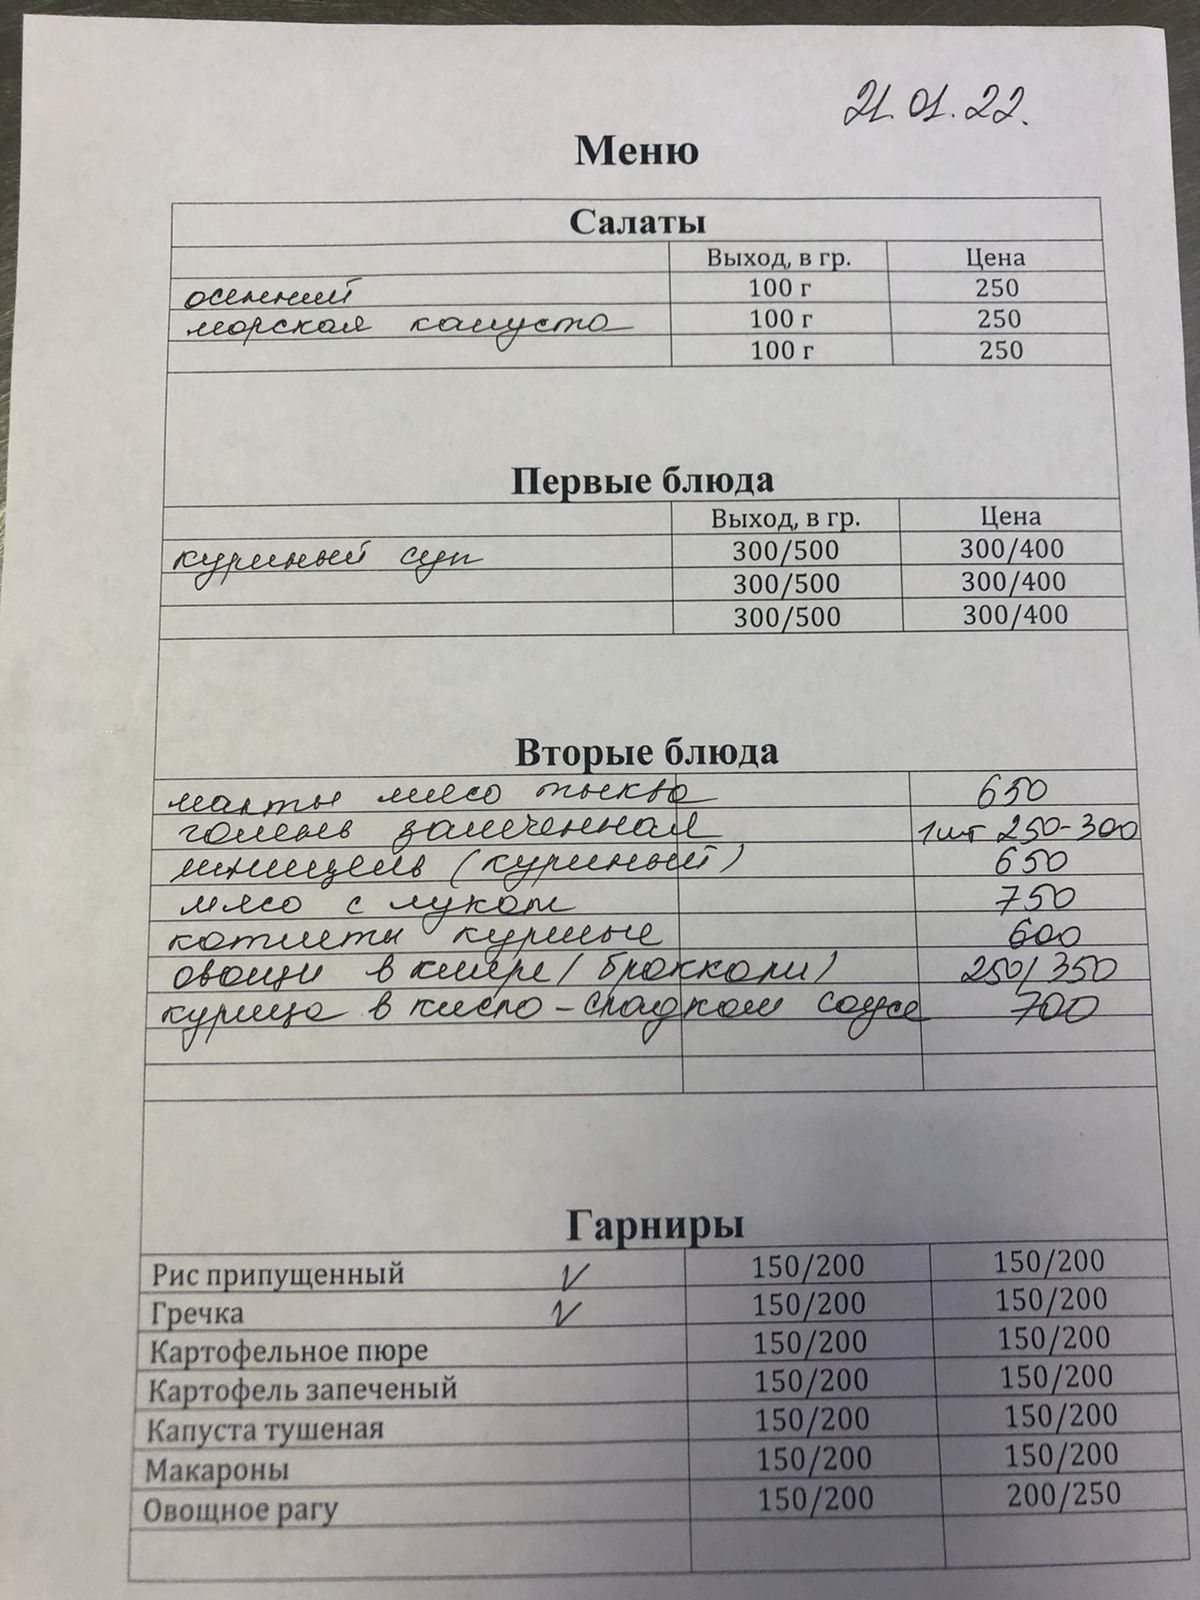 21.01.22.
Меню
Салаты
Выход, в гр. Цена
осенний 100 г 250
морская капуста 100 г 250
100 г 250
Первые блюда
Выход, в гр. Цена
куриный суп 300/500 300/400
300/500 300/400
300/500 300/400
Вторые блюда
манты мясо тыква 650
голень запеченная 1шт 250-300
шницель (куриный) 650
мясо с луком 750
котлеты куриные 600
овощи в кляре (брокколи) 250/350
курица в кисло-сладком соусе 700
Гарниры
Рис припущенный V 150/200 150/200
Гречка V 150/200 150/200
Картофельное пюре 150/200 150/200
Картофель запеченый 150/200 150/200
Капуста тушеная 150/200 150/200
Макароны 150/200 150/200
Овощное рагу 150/200 200/250